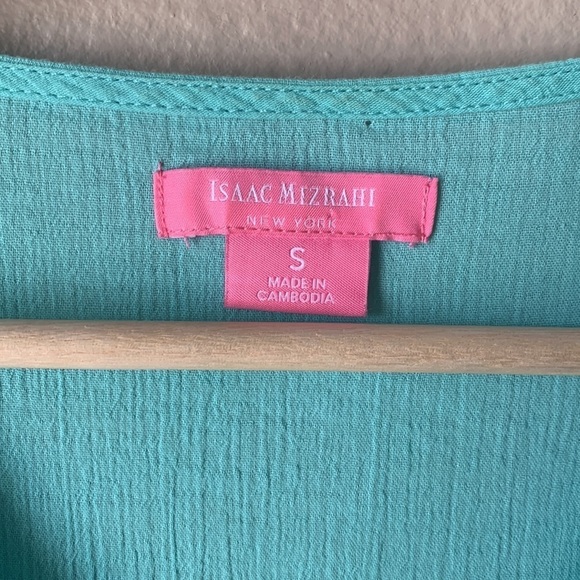 ISAAC MIZRAHI
NEW YORK
S
MADE IN
CAMBODIA